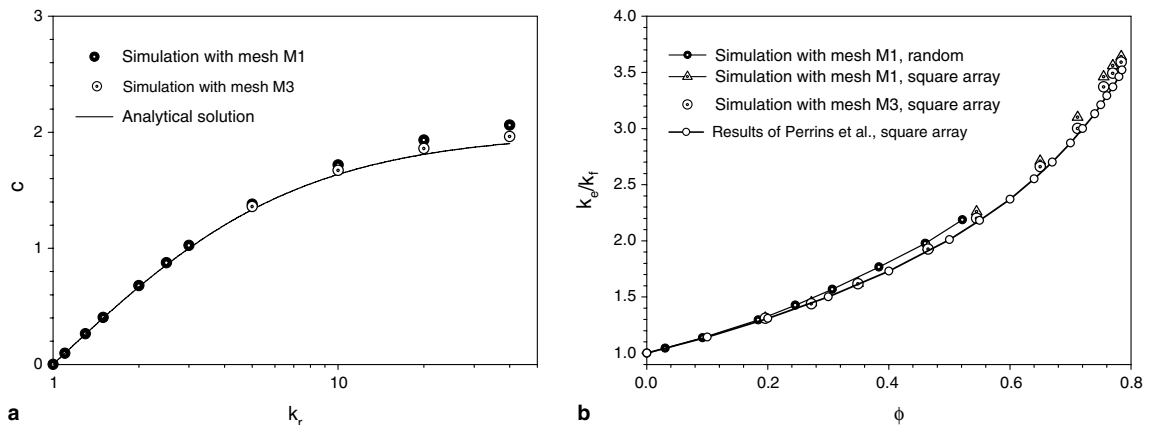 3
2
1
0
c
Simulation with mesh M1
Simulation with mesh M3
Analytical solution
1
10
k_r
a
4.0
3.5
3.0
2.5
2.0
1.5
1.0
k_e/k_f
Simulation with mesh M1, random
Simulation with mesh M1, square array
Simulation with mesh M3, square array
Results of Perrins et al., square array
0.0
0.2
0.4
0.6
0.8
ϕ
b